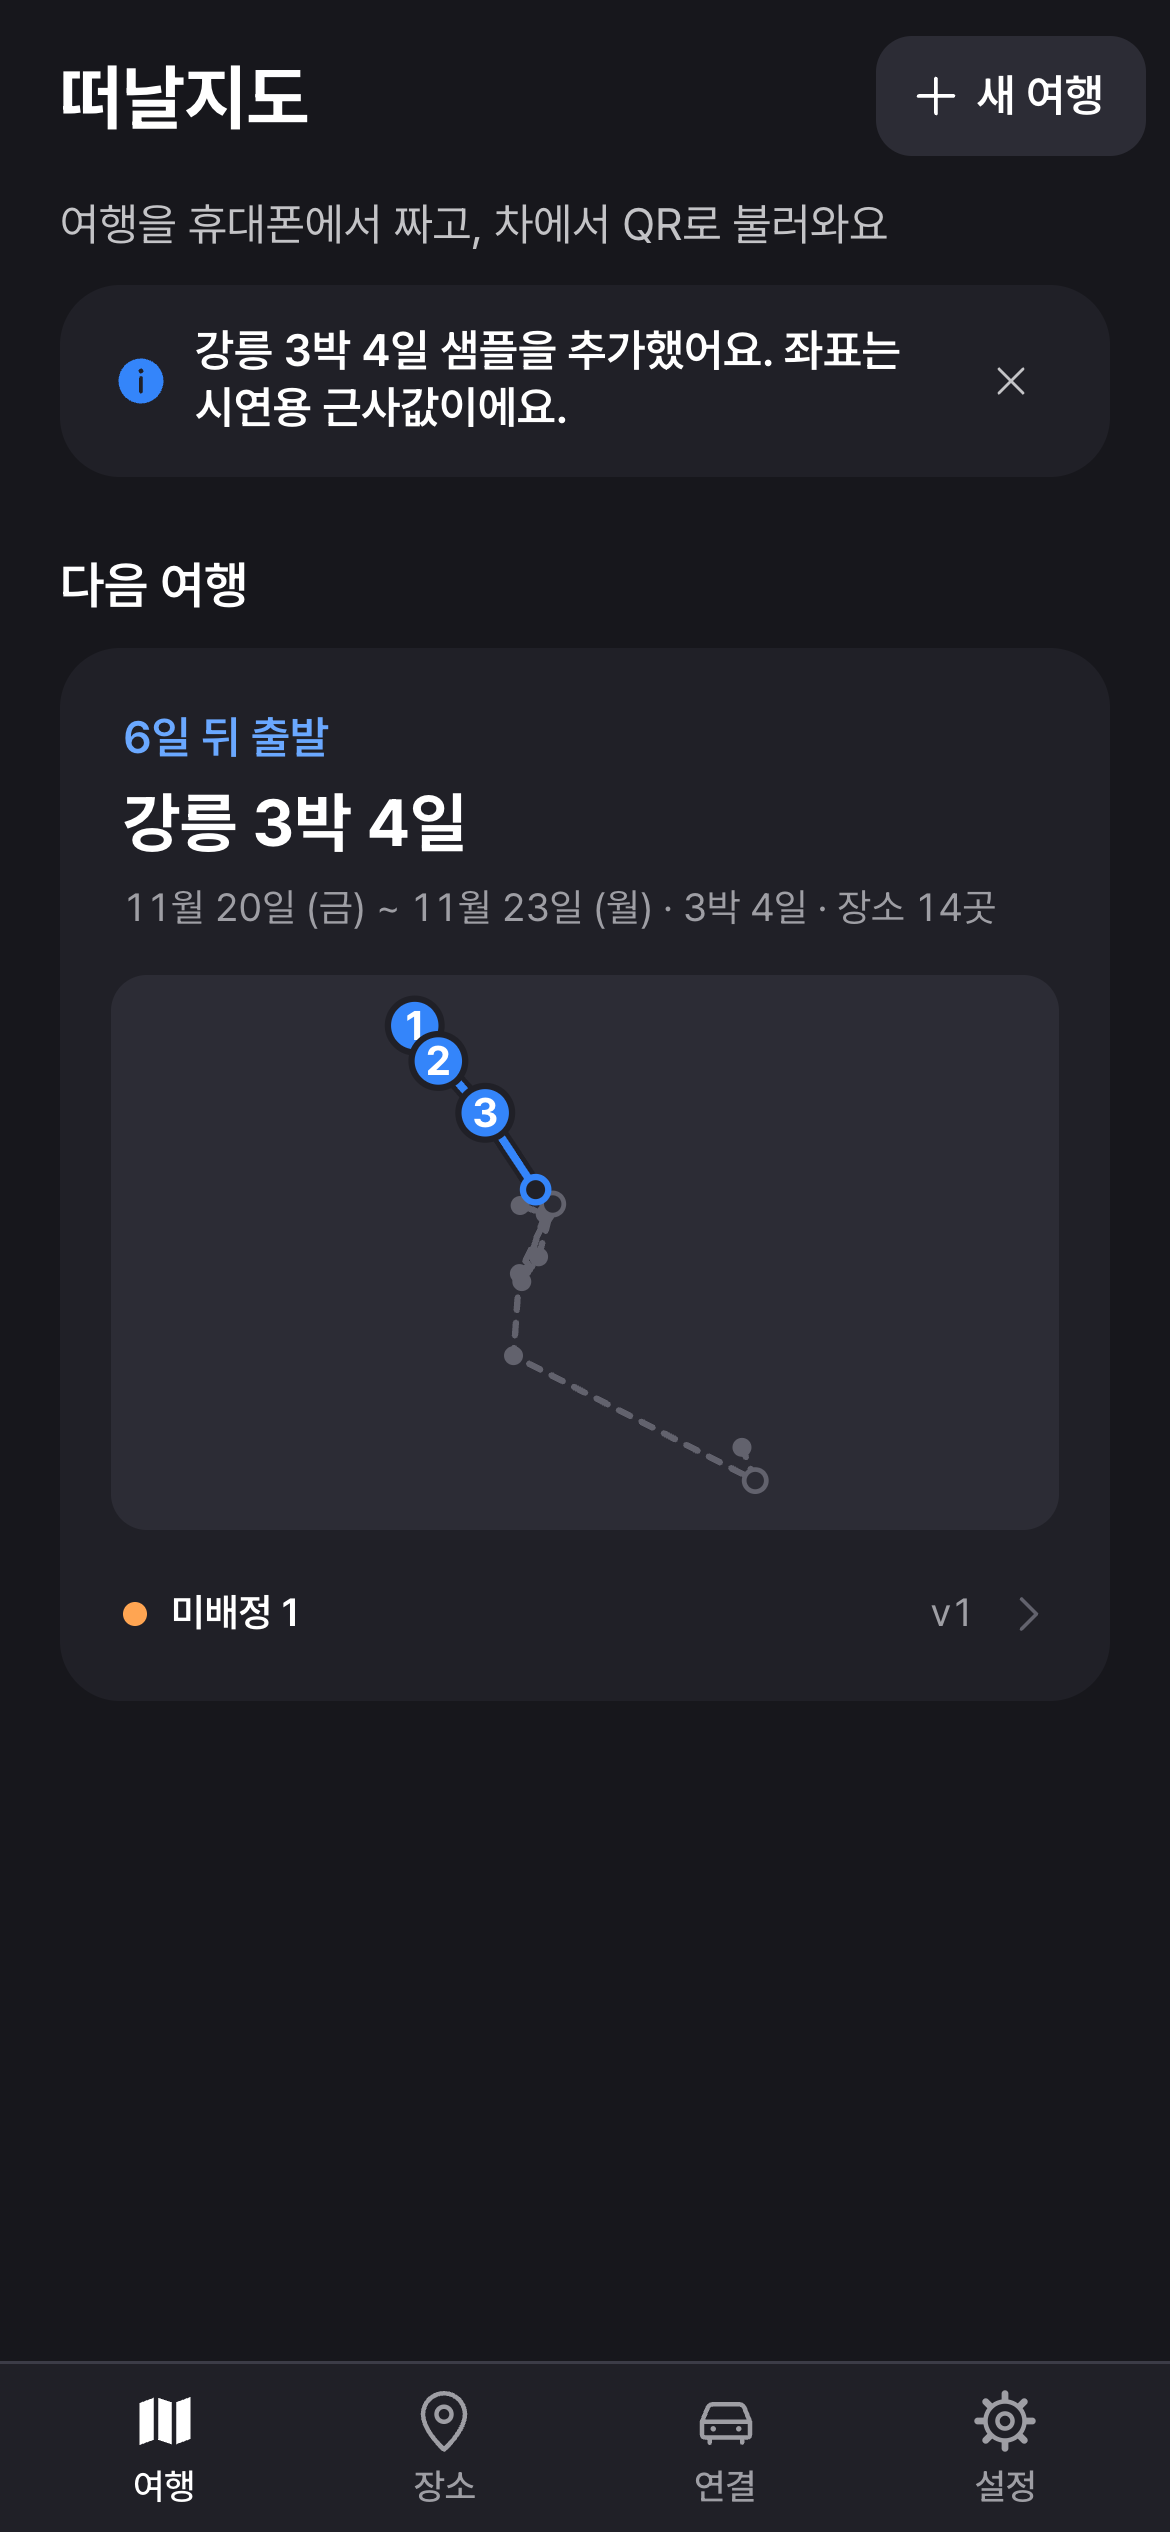 떠날지도
새 여행
여행을 휴대폰에서 짜고, 차에서 QR로 불러와요
강릉 3박 4일 샘플을 추가했어요. 좌표는
시연용 근사값이에요.
다음 여행
6일 뒤 출발
강릉 3박 4일
11월 20일 (금) ~ 11월 23일 (월) · 3박 4일 · 장소 14곳
1
2
3
미배정 1
v1
여행
장소
연결
설정